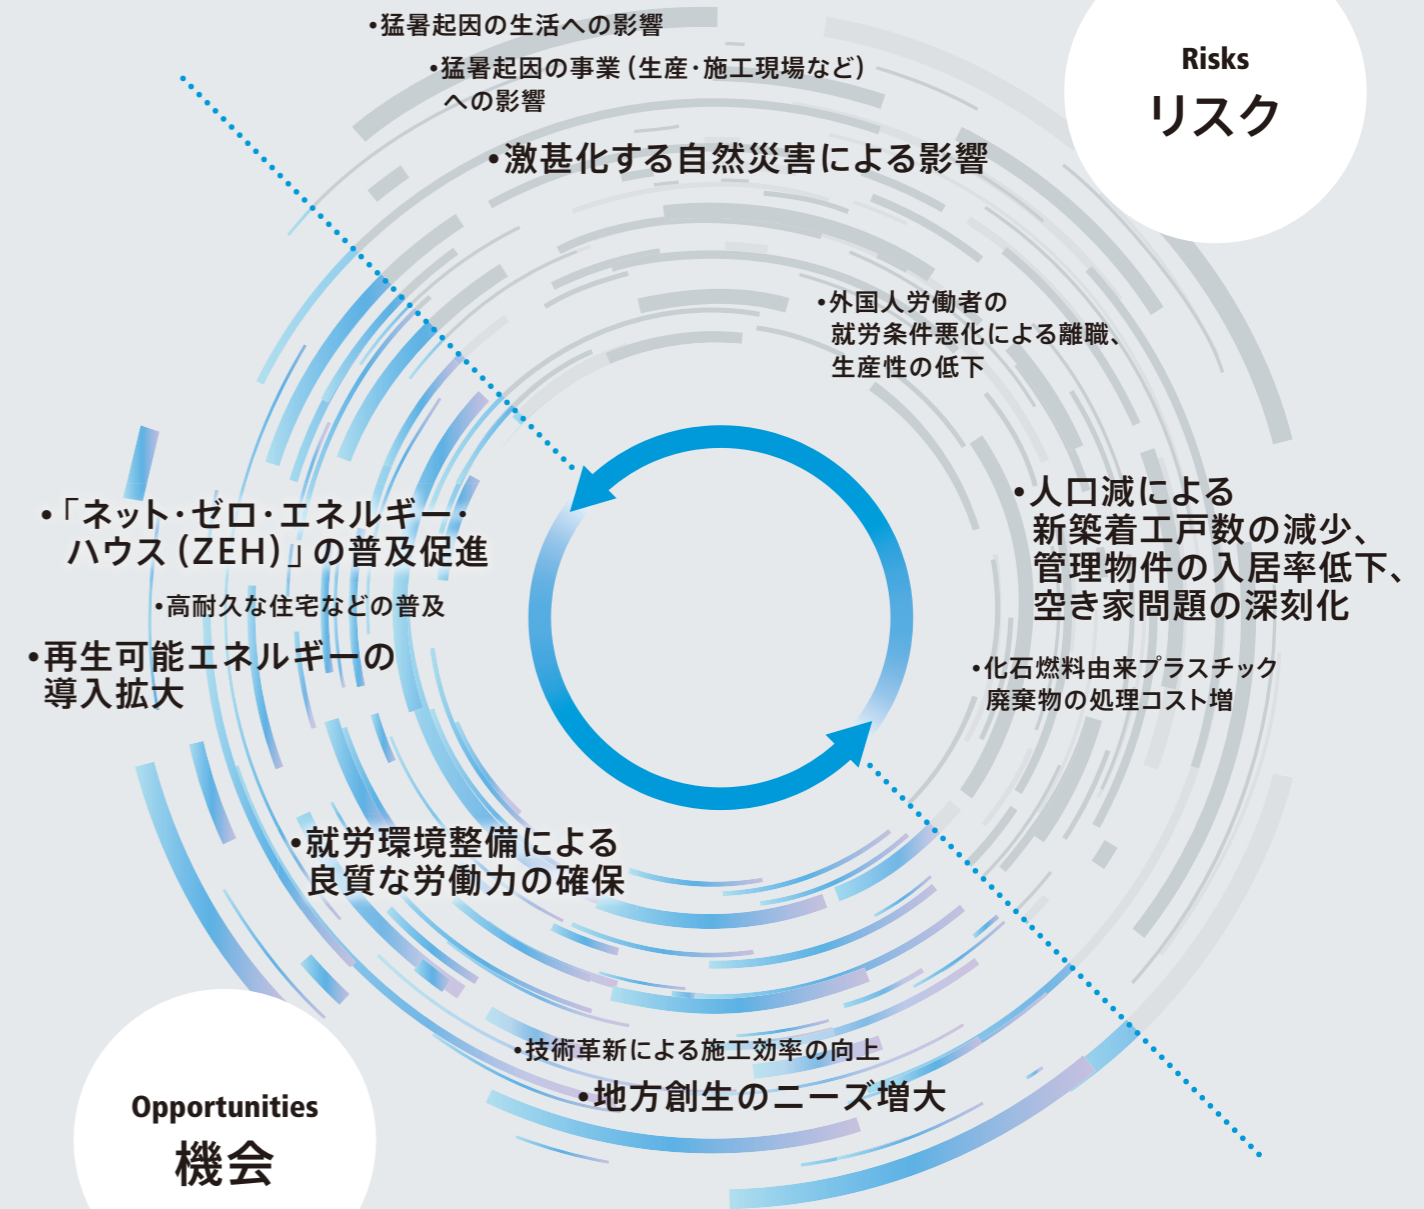 Risks
リスク
•猛暑起因の生活への影響
•猛暑起因の事業(生産・施工現場など)
への影響
•激甚化する自然災害による影響
•外国人労働者の
就労条件悪化による離職、
生産性の低下
•人口減による
新築着工戸数の減少、
管理物件の入居率低下、
空き家問題の深刻化
•化石燃料由来プラスチック
廃棄物の処理コスト増
•「ネット・ゼロ・エネルギー・
ハウス(ZEH)」の普及促進
•高耐久な住宅などの普及
•再生可能エネルギーの
導入拡大
•就労環境整備による
良質な労働力の確保
•技術革新による施工効率の向上
•地方創生のニーズ増大
Opportunities
機会